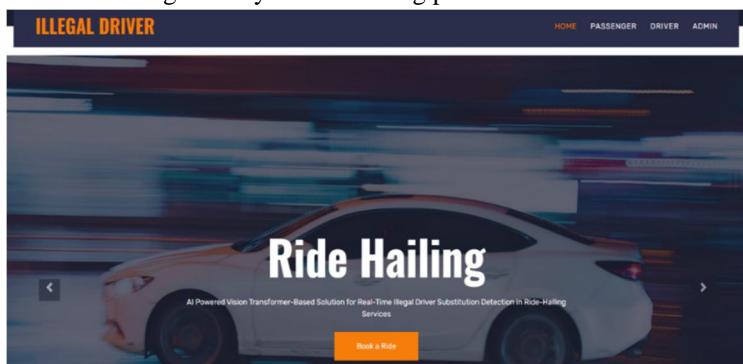 ILLEGAL DRIVER
HOME PASSENGER DRIVER ADMIN
Ride Hailing
AI Powered Vision Transformer-Based Solution for Real-Time Illegal Driver Substitution Detection in Ride-Hailing
Services
Book a Ride